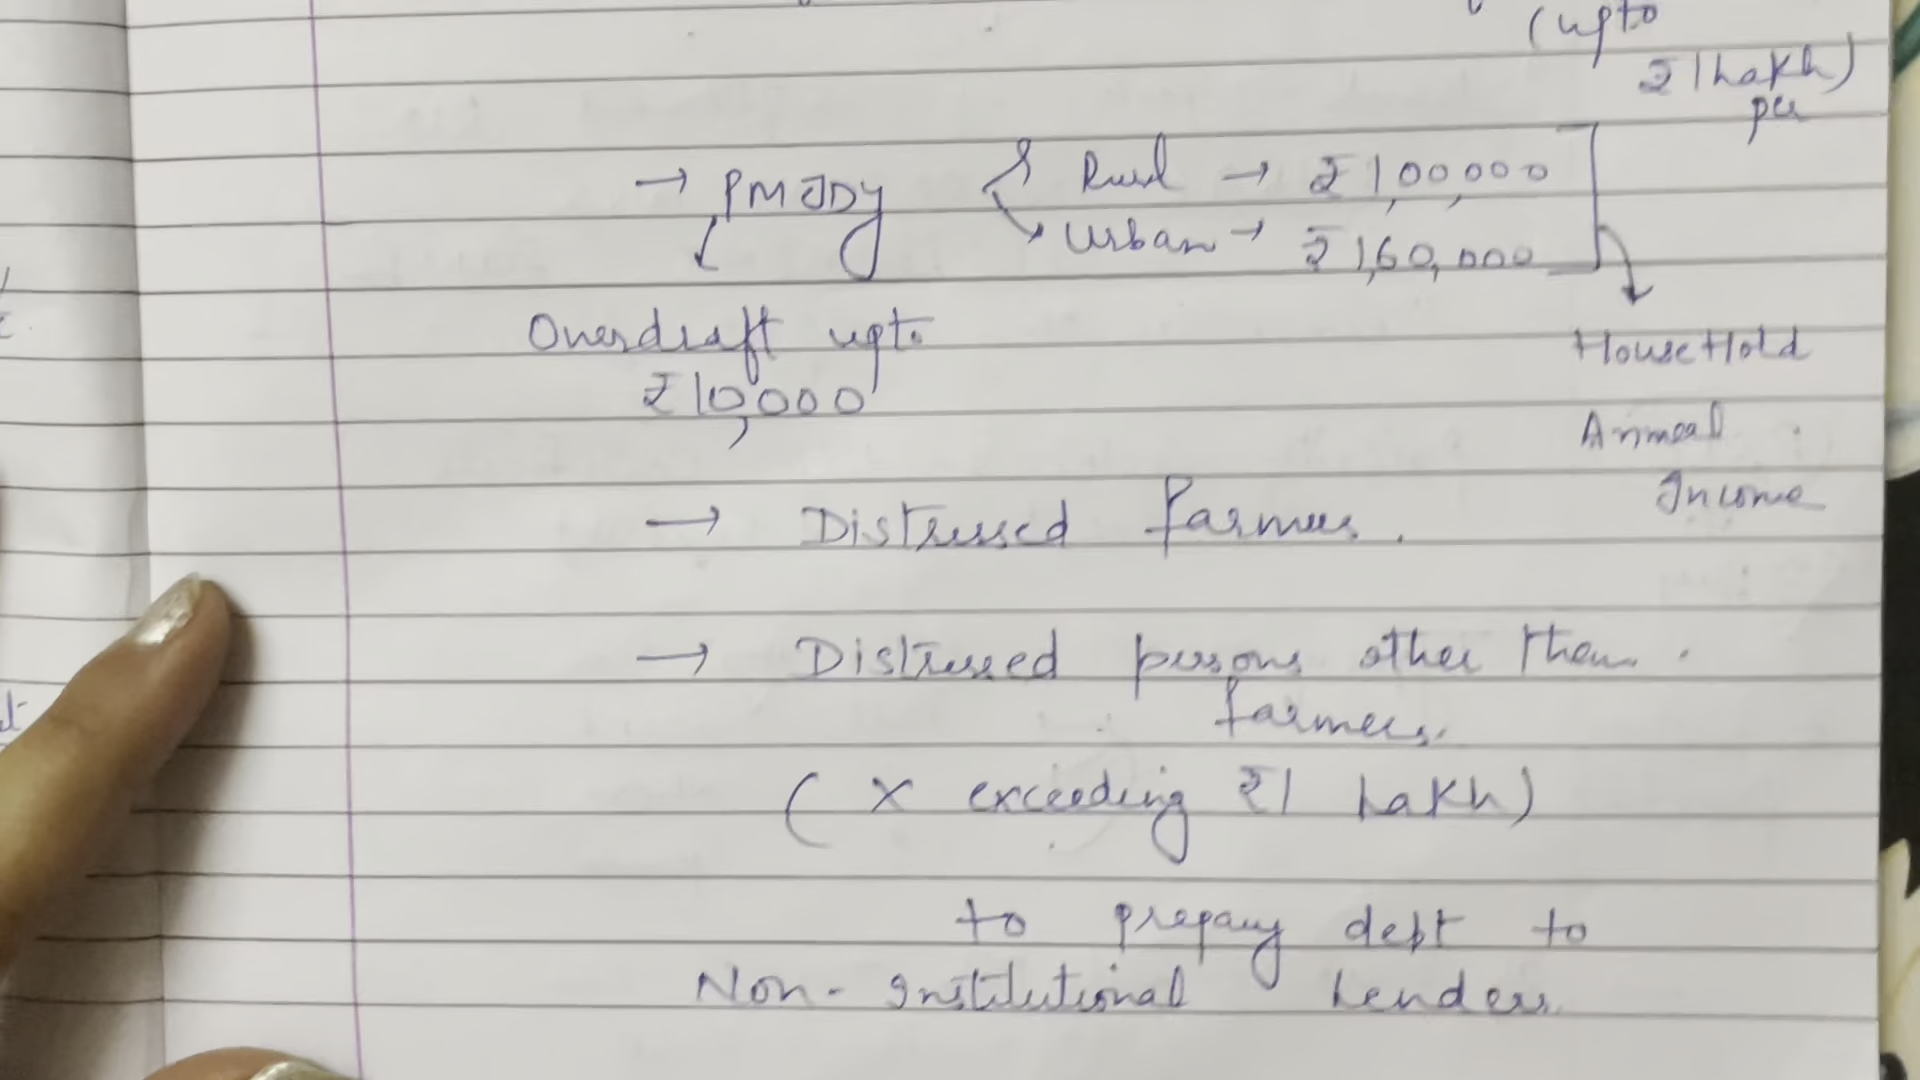 (upto
₹ 1 Lakh)
per
→ PMJDY { Rural → ₹ 1,00,000
→ Urban → ₹ 1,60,000
Overdraft upto
₹ 10,000
HouseHold
Annual
Income
→ Distressed farmers.
→ Distressed persons other than
farmers.
( X exceeding ₹1 Lakh)
to prepay debt to
Non-Institutional Lenders